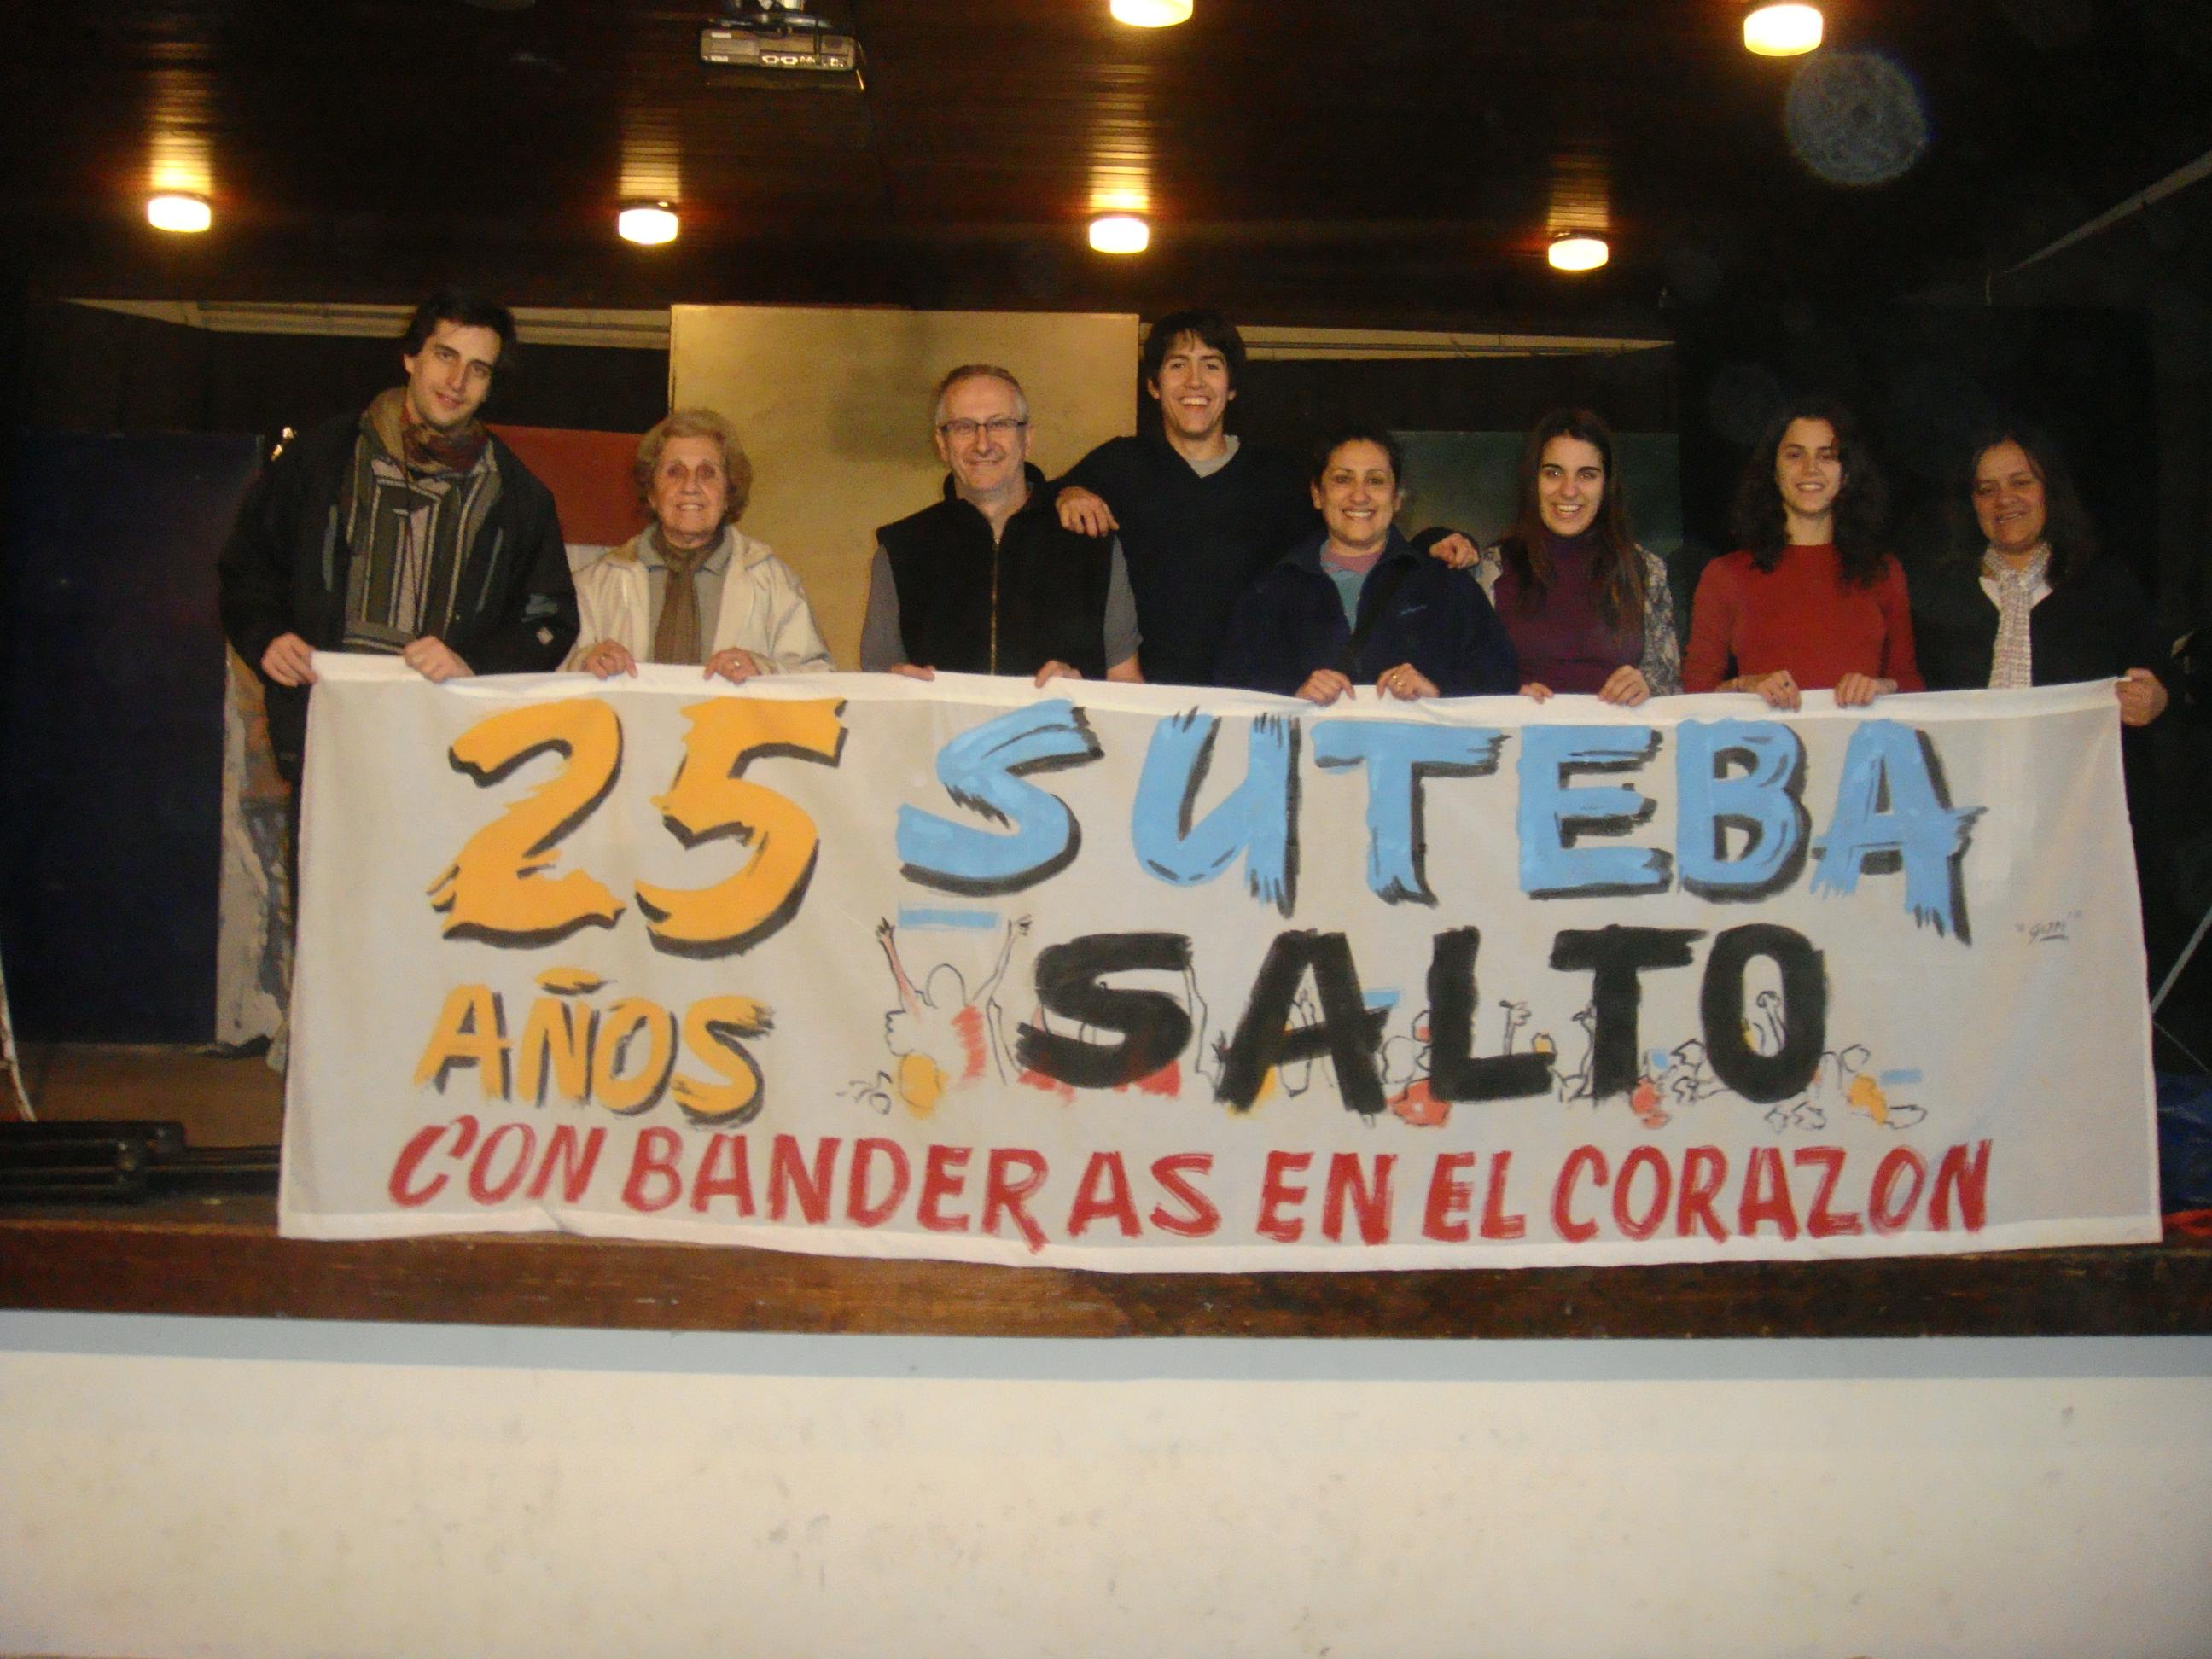 25 SUTEBA
AÑOS SALTO
CON BANDERAS EN EL CORAZON